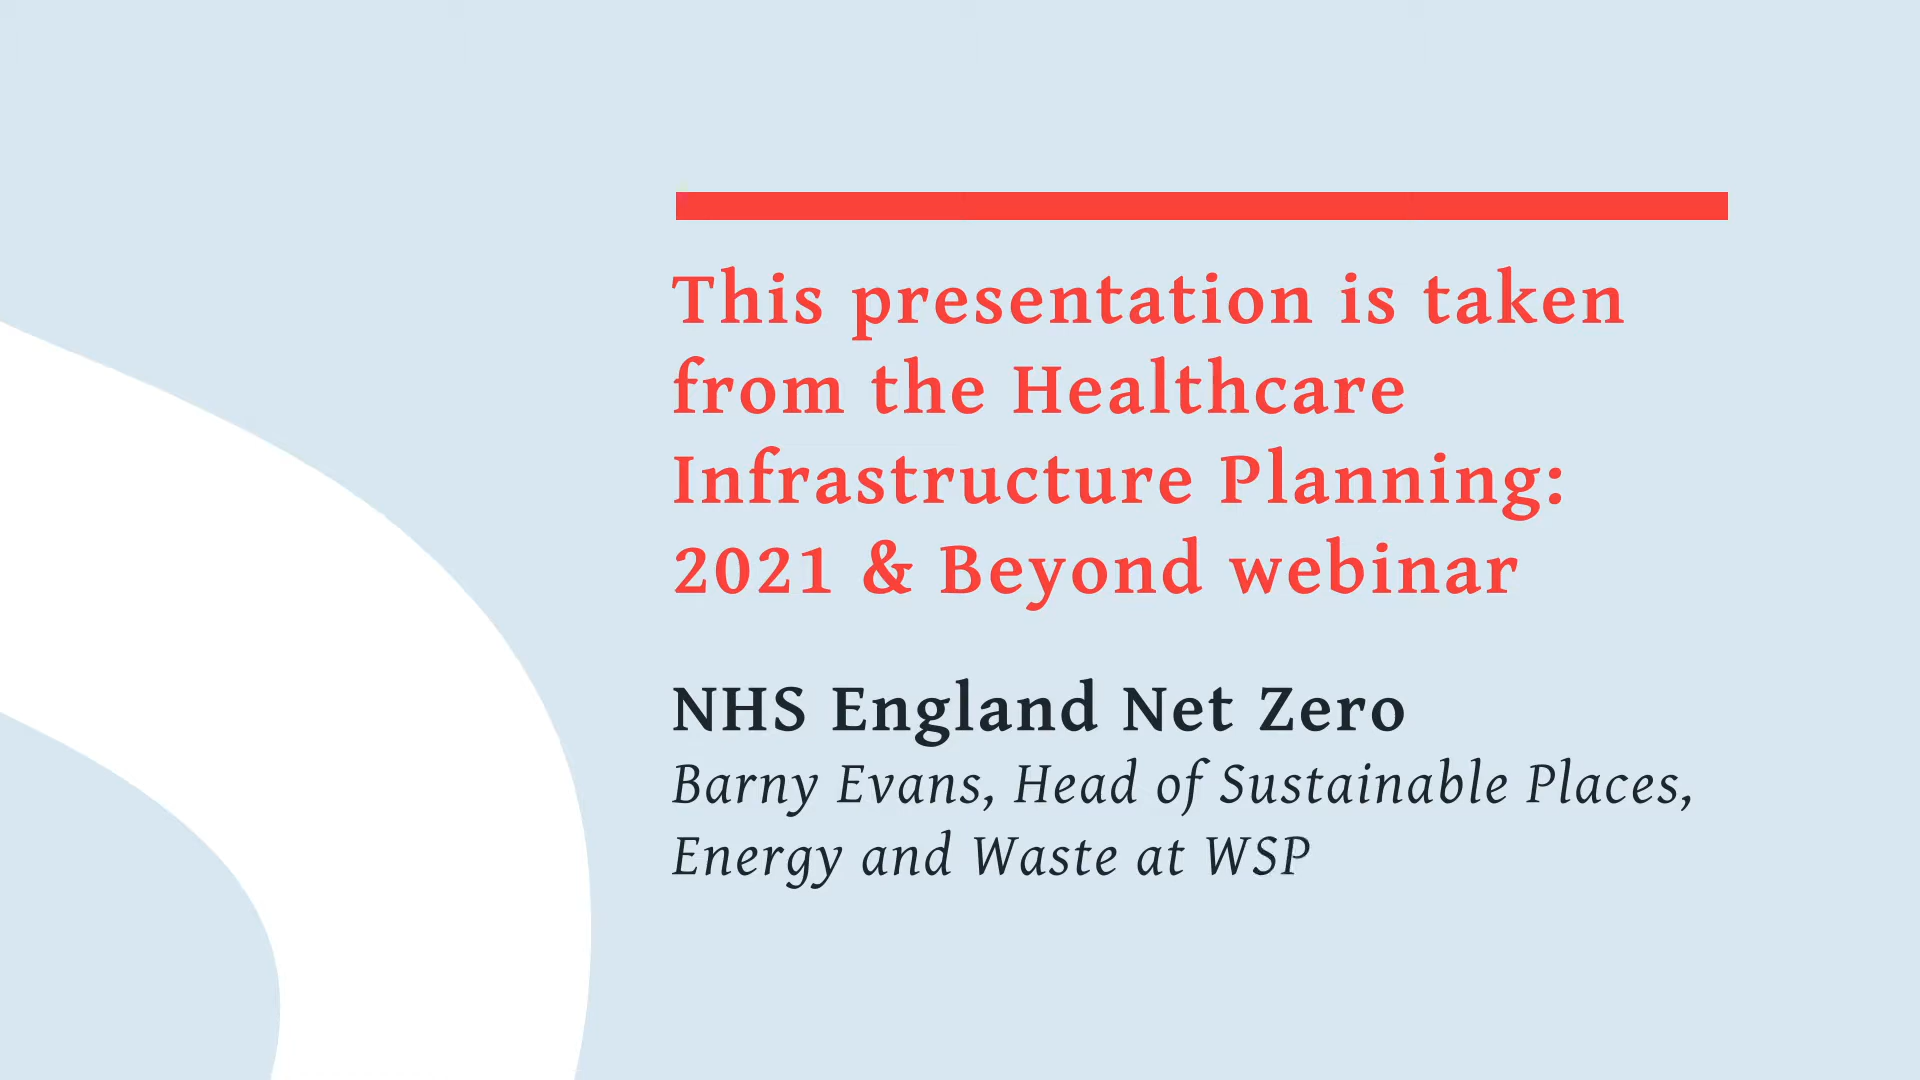 This presentation is taken
from the Healthcare
Infrastructure Planning:
2021 & Beyond webinar
NHS England Net Zero
Barny Evans, Head of Sustainable Places,
Energy and Waste at WSP